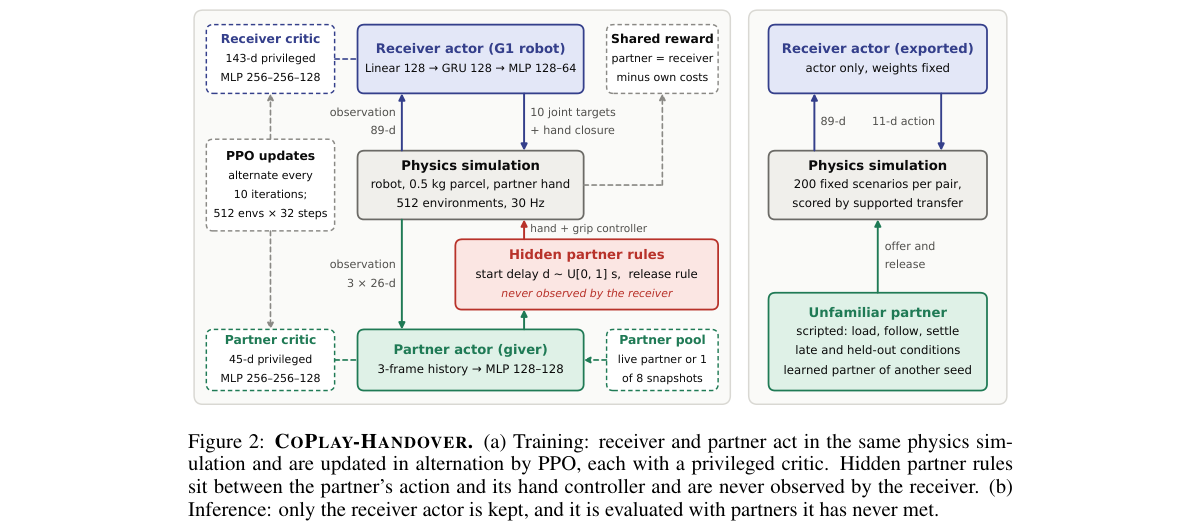 Receiver critic
143-d privileged
MLP 256–256–128
Receiver actor (G1 robot)
Linear 128 → GRU 128 → MLP 128–64
Shared reward
partner = receiver
minus own costs
observation
89-d
10 joint targets
+ hand closure
PPO updates
alternate every
10 iterations;
512 envs × 32 steps
Physics simulation
robot, 0.5 kg parcel, partner hand
512 environments, 30 Hz
hand + grip controller
Hidden partner rules
start delay d ~ U[0, 1] s, release rule
never observed by the receiver
observation
3 × 26-d
Partner critic
45-d privileged
MLP 256–256–128
Partner actor (giver)
3-frame history → MLP 128–128
Partner pool
live partner or 1
of 8 snapshots
Receiver actor (exported)
actor only, weights fixed
89-d
11-d action
Physics simulation
200 fixed scenarios per pair,
scored by supported transfer
offer and
release
Unfamiliar partner
scripted: load, follow, settle
late and held-out conditions
learned partner of another seed
Figure 2: COPLAY-HANDOVER. (a) Training: receiver and partner act in the same physics sim-
ulation and are updated in alternation by PPO, each with a privileged critic. Hidden partner rules
sit between the partner's action and its hand controller and are never observed by the receiver. (b)
Inference: only the receiver actor is kept, and it is evaluated with partners it has never met.